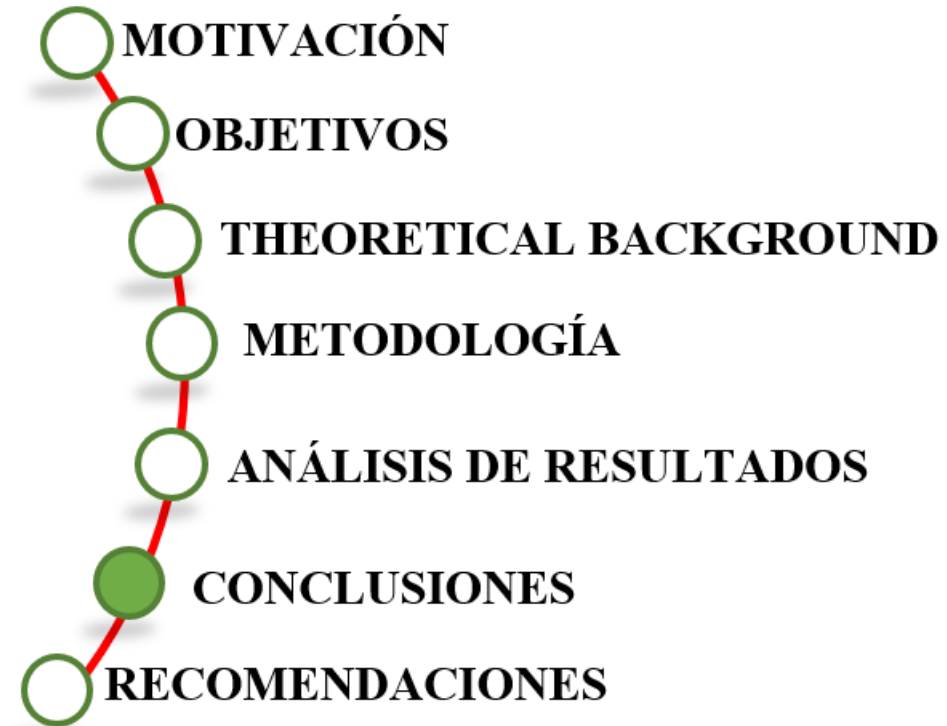 MOTIVACIÓN
OBJETIVOS
THEORETICAL BACKGROUND
METODOLOGÍA
ANÁLISIS DE RESULTADOS
CONCLUSIONES
RECOMENDACIONES